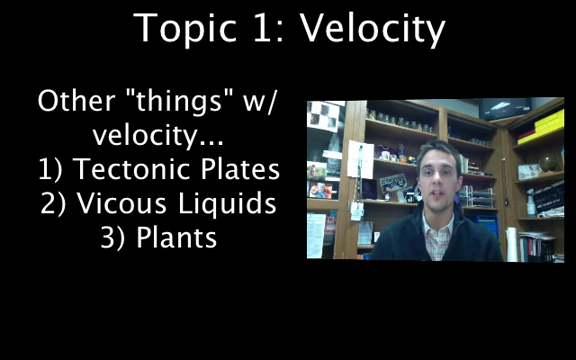 Topic 1: Velocity
Other "things" w/
velocity...
1) Tectonic Plates
2) Vicous Liquids
3) Plants